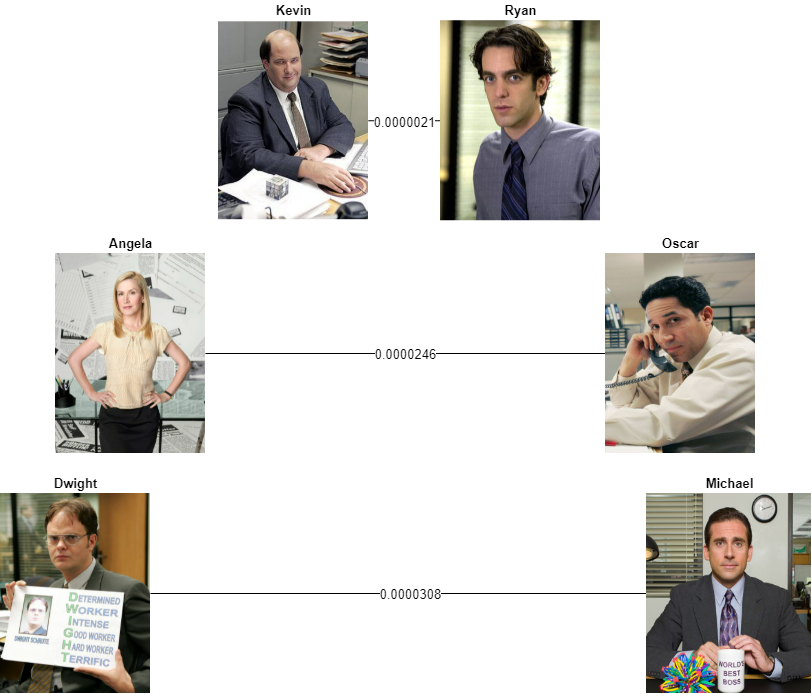 Kevin
Ryan
0.0000021
Angela
Oscar
0.0000246
Dwight
Michael
0.0000308
DETERMINED
WORKER
INTENSE
GOOD WORKER
HARD WORKER
TERRIFIC
DWIGHT SCHRUTE
WORLD'S
BEST
BOSS